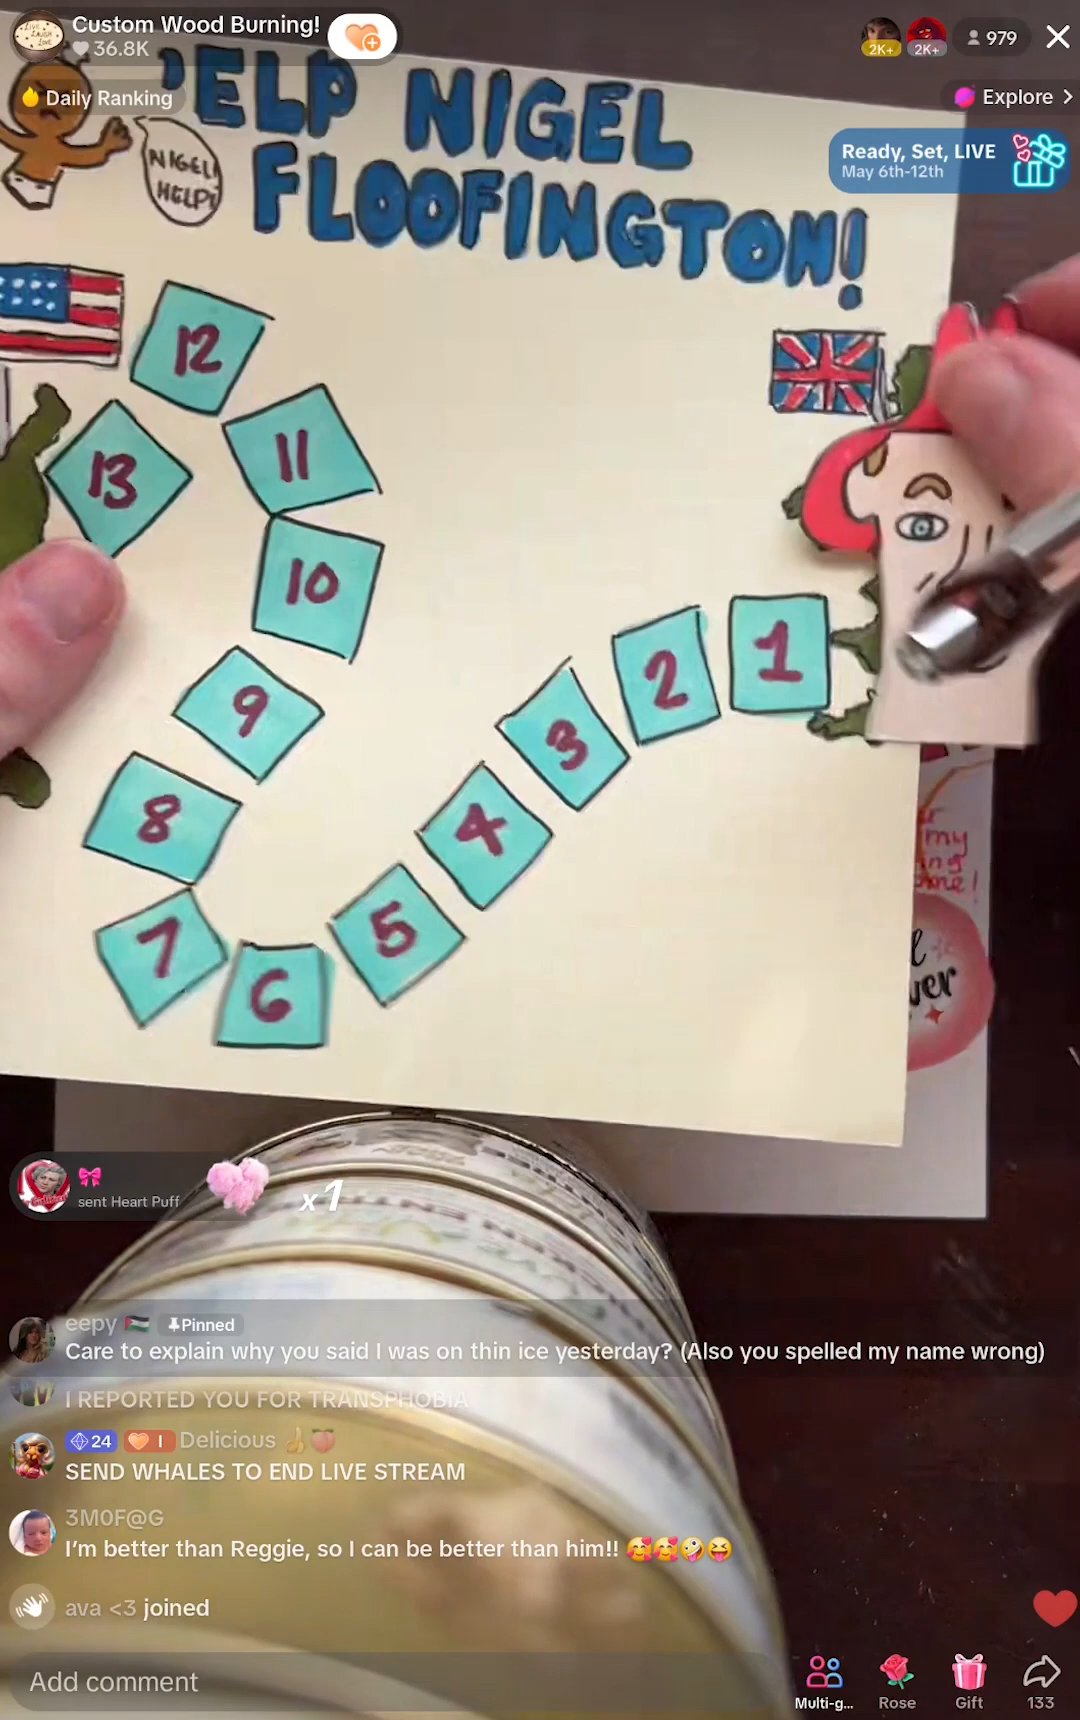 Custom Wood Burning!
36.8K
2K+
2K+
979
Daily Ranking
Explore
'ELP NIGEL
FLOOFINGTON!
NIGEL
HELP!
Ready, Set, LIVE
May 6th-12th
12
11
13
10
9
8
7
6
5
4
3
2
1
my
sent Heart Puff
x1
eepy 🇵🇸 Pinned
Care to explain why you said I was on thin ice yesterday? (Also you spelled my name wrong)
I REPORTED YOU FOR TRANSPHOBIA
24 I Delicious 🍌🍑
SEND WHALES TO END LIVE STREAM
3M0F@G
I'm better than Reggie, so I can be better than him!! 🥰🥰🤪😝
ava <3 joined
Add comment
Multi-g...
Rose
Gift
133